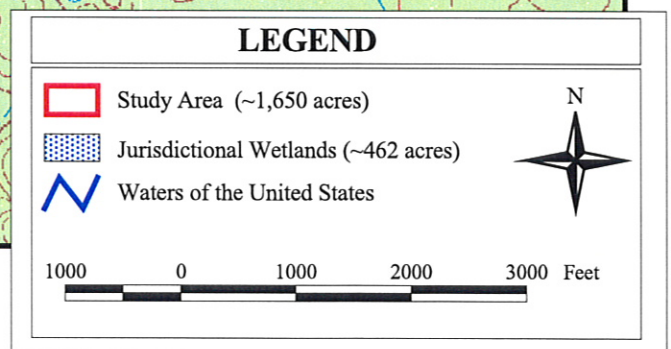 LEGEND
Study Area (~1,650 acres)
N
Jurisdictional Wetlands (~462 acres)
Waters of the United States
1000 0 1000 2000 3000 Feet